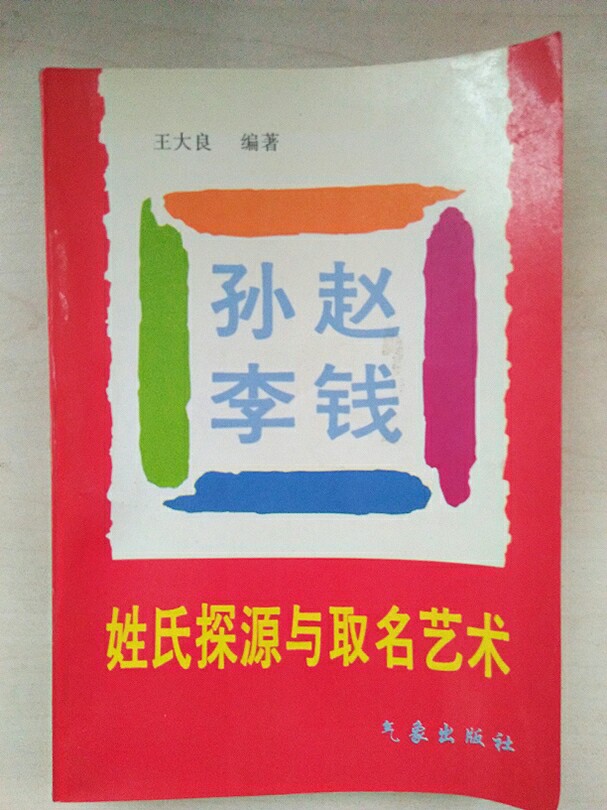 王大良 编著
孙赵
李钱
姓氏探源与取名艺术
气象出版社